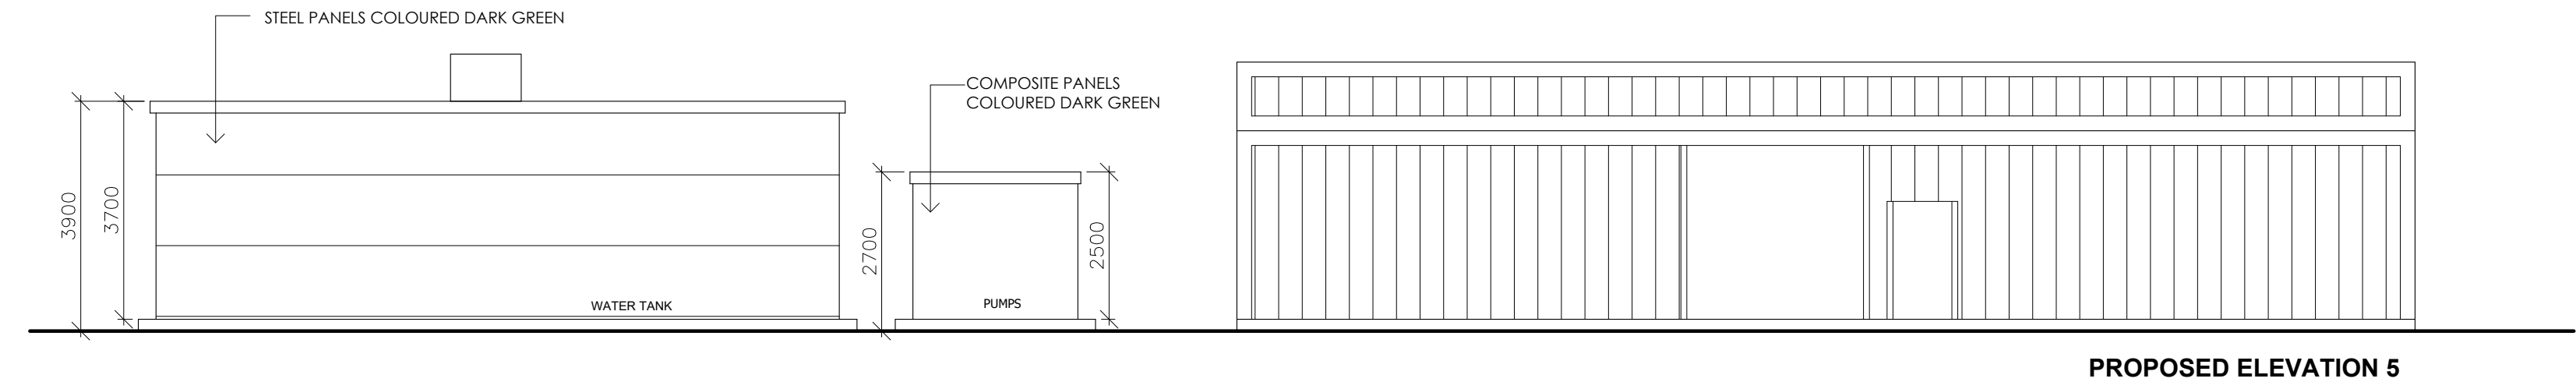 STEEL PANELS COLOURED DARK GREEN
COMPOSITE PANELS
COLOURED DARK GREEN
3900
3700
2700
2500
WATER TANK
PUMPS
PROPOSED ELEVATION 5